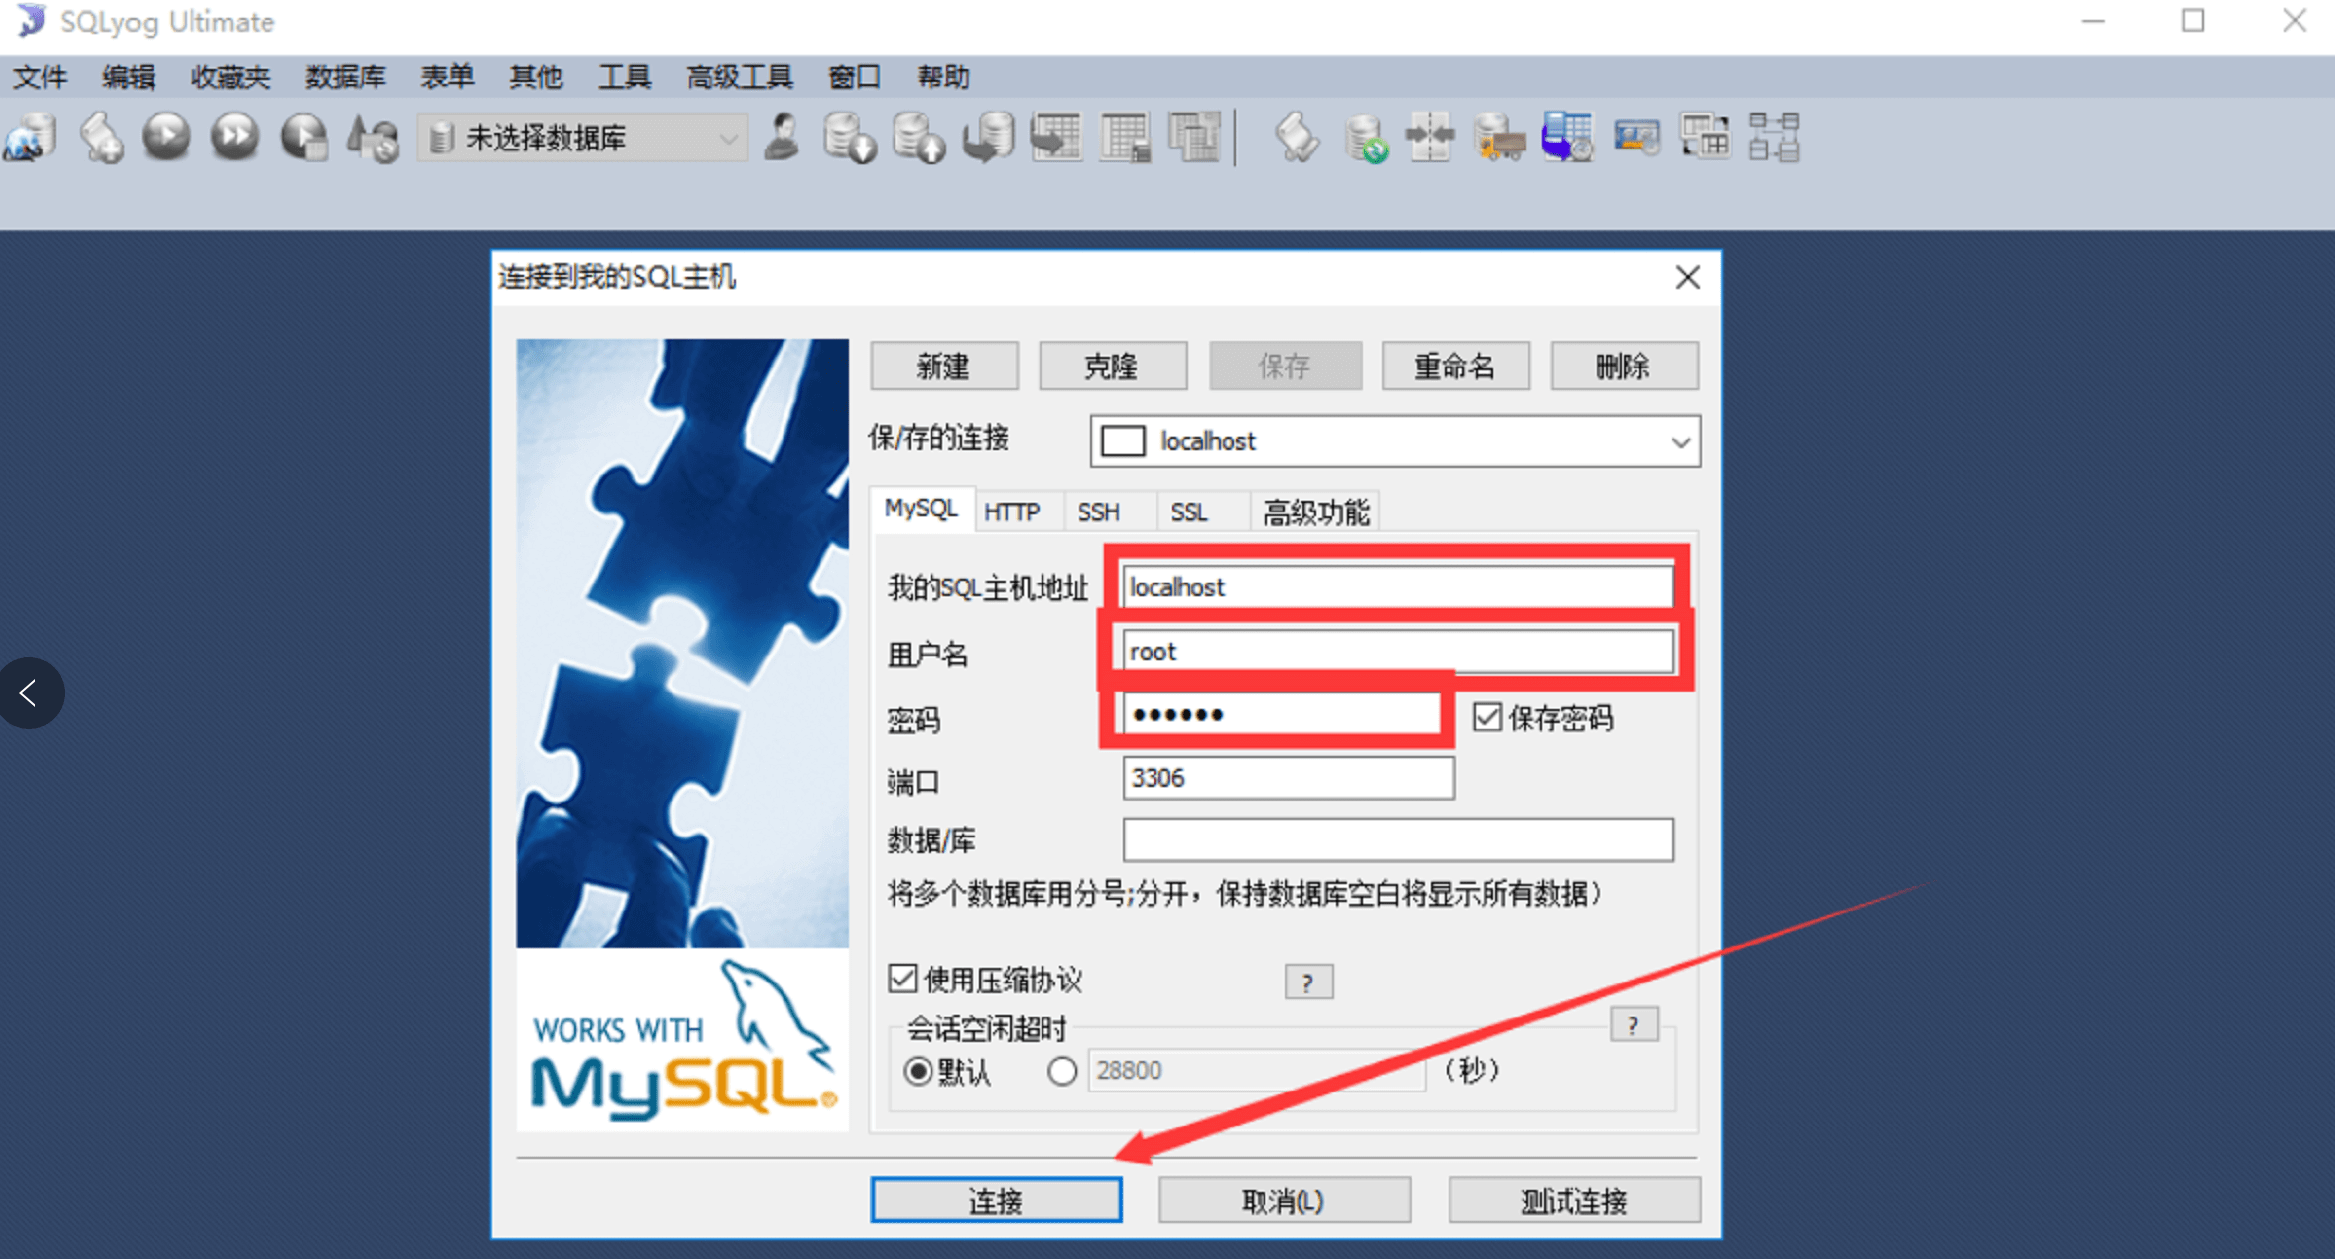 SQLyog Ultimate
文件 编辑 收藏夹 数据库 表单 其他 工具 高级工具 窗口 帮助
未选择数据库
连接到我的SQL主机
新建 克隆 保存 重命名 删除
保/存的连接 localhost
MySQL HTTP SSH SSL 高级功能
我的SQL主机地址 localhost
用户名 root
密码 ●●●●●● 保存密码
端口 3306
数据/库
将多个数据库用分号;分开，保持数据库空白将显示所有数据）
使用压缩协议 ?
会话空闲超时 ?
默认 28800 （秒）
WORKS WITH
MySQL
连接 取消(L) 测试连接